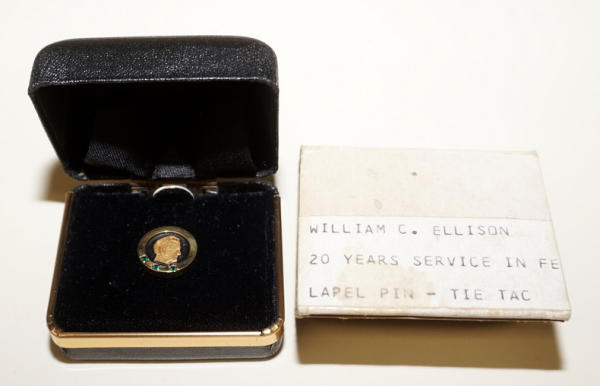 WILLIAM C. ELLISON
20 YEARS SERVICE IN FE
LAPEL PIN - TIE TAC